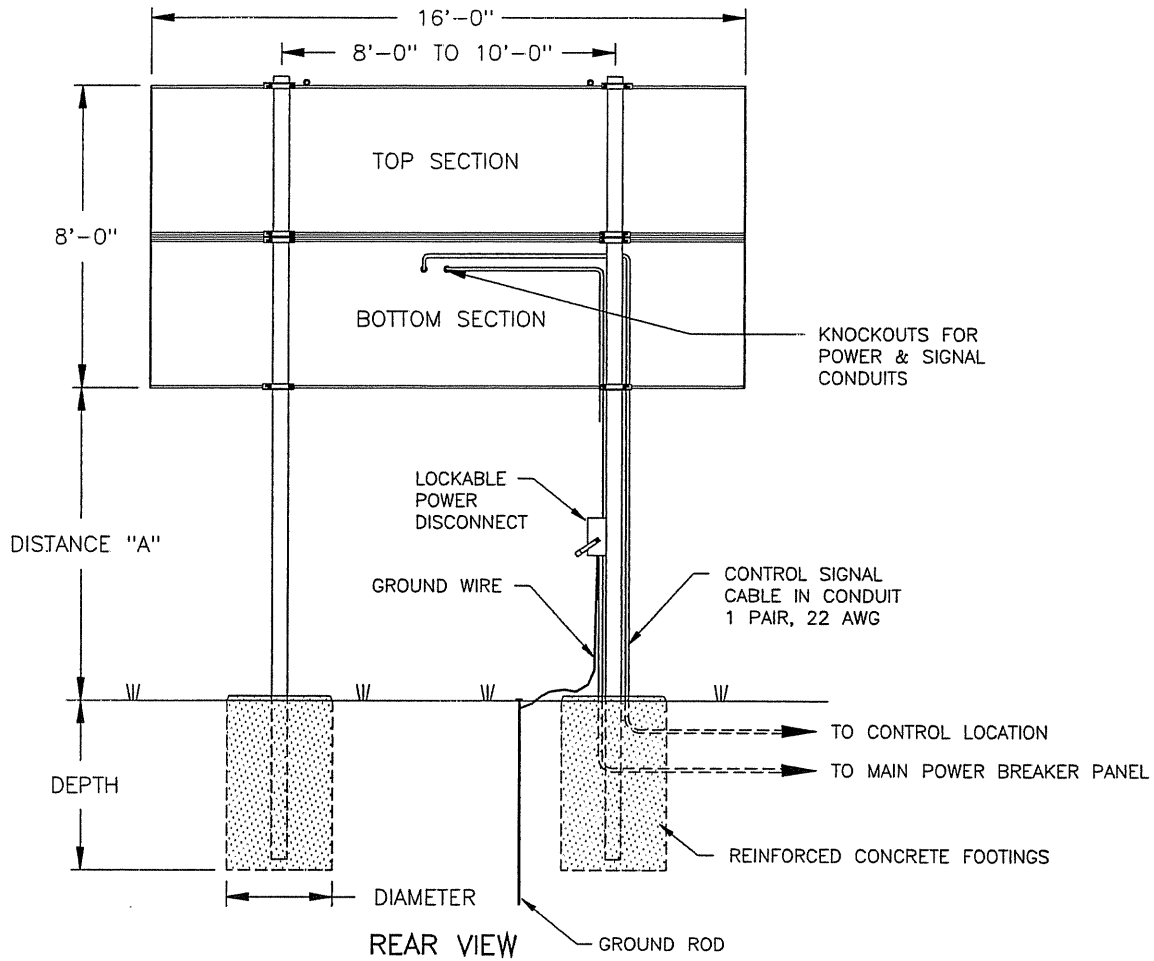 16'-0"
8'-0" TO 10'-0"
TOP SECTION
8'-0"
BOTTOM SECTION
KNOCKOUTS FOR
POWER & SIGNAL
CONDUITS
LOCKABLE
POWER
DISCONNECT
DISTANCE "A"
GROUND WIRE
CONTROL SIGNAL
CABLE IN CONDUIT
1 PAIR, 22 AWG
TO CONTROL LOCATION
TO MAIN POWER BREAKER PANEL
DEPTH
REINFORCED CONCRETE FOOTINGS
DIAMETER
REAR VIEW
GROUND ROD